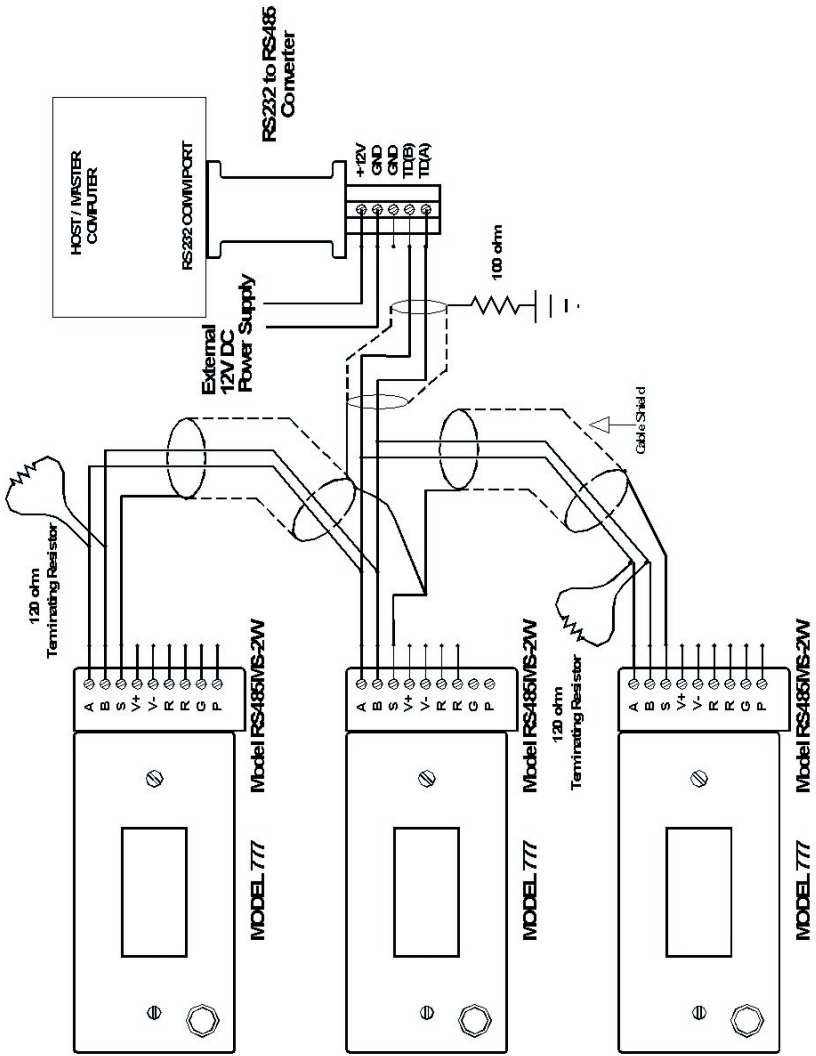 HOST / MASTER
COMPUTER
RS232 COMM PORT
RS232 to RS485
Converter
+12V
GND
GND
TD(B)
TD(A)
External
12V DC
Power Supply
100 ohm
Cable Shield
120 ohm
Terminating Resistor
A
B
S
V+
V-
R
R
G
P
Model RS485MS-2W
MODEL 777
A
B
S
V+
V-
R
R
G
P
Model RS485MS-2W
MODEL 777
120 ohm
Terminating Resistor
A
B
S
V+
V-
R
R
G
P
Model RS485MS-2W
MODEL 777